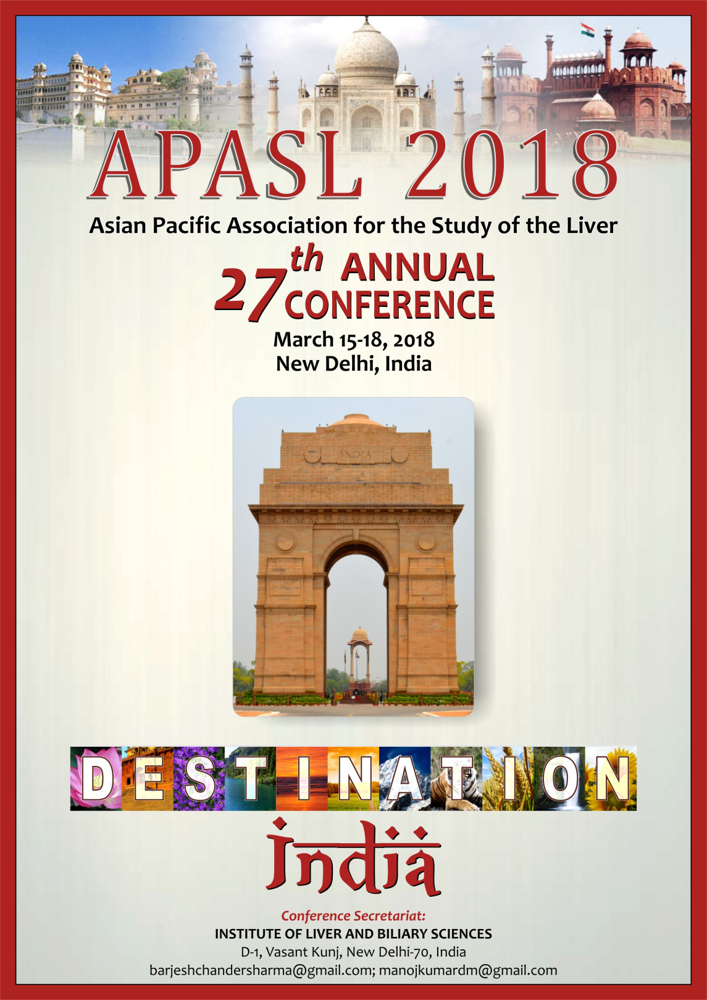 APASL 2018
Asian Pacific Association for the Study of the Liver
27th ANNUAL
CONFERENCE
March 15-18, 2018
New Delhi, India
INDIA
DESTINATION
india
Conference Secretariat:
INSTITUTE OF LIVER AND BILIARY SCIENCES
D-1, Vasant Kunj, New Delhi-70, India
barjeshchandersharma@gmail.com; manojkumardm@gmail.com